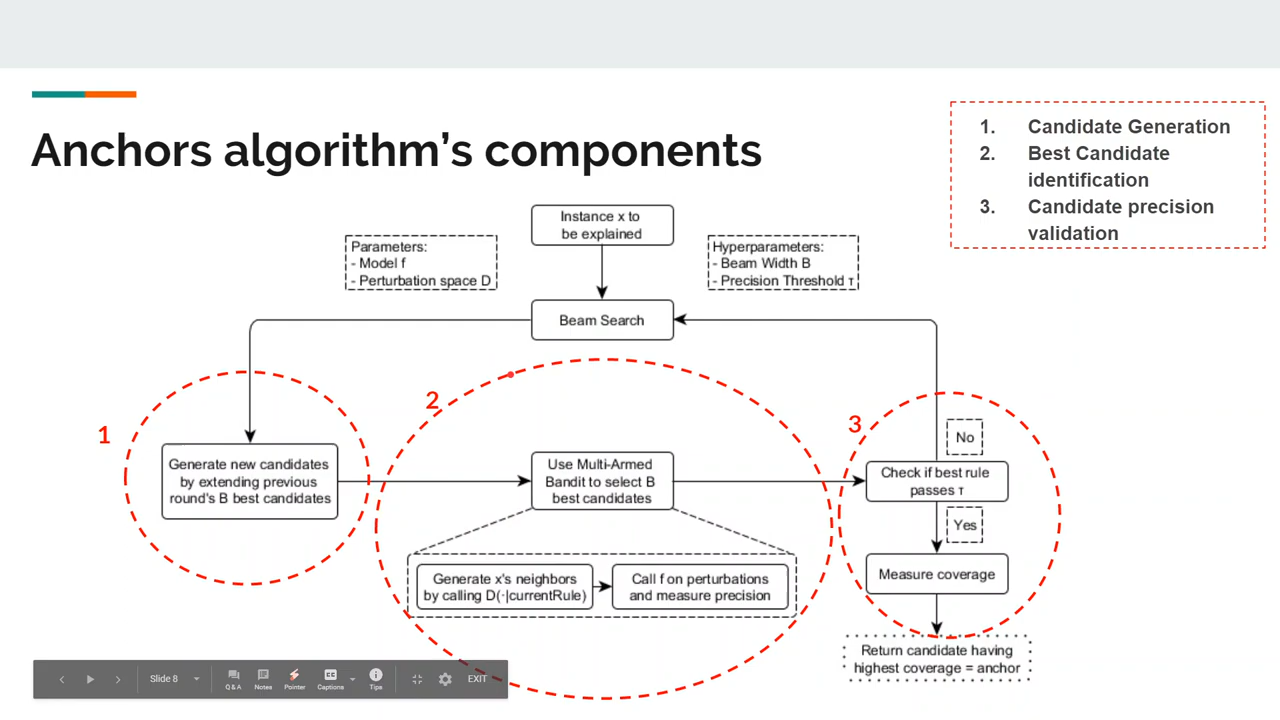 Anchors algorithm's components
1. Candidate Generation
2. Best Candidate
identification
3. Candidate precision
validation
Instance x to
be explained
Parameters:
- Model f
- Perturbation space D
Hyperparameters:
- Beam Width B
- Precision Threshold τ
Beam Search
1
Generate new candidates
by extending previous
round's B best candidates
2
Use Multi-Armed
Bandit to select B
best candidates
Generate x's neighbors
by calling D(·|currentRule)
Call f on perturbations
and measure precision
3
No
Check if best rule
passes τ
Yes
Measure coverage
Return candidate having
highest coverage = anchor
Slide 8
Q & A
Notes
Pointer
Captions
Tips
EXIT